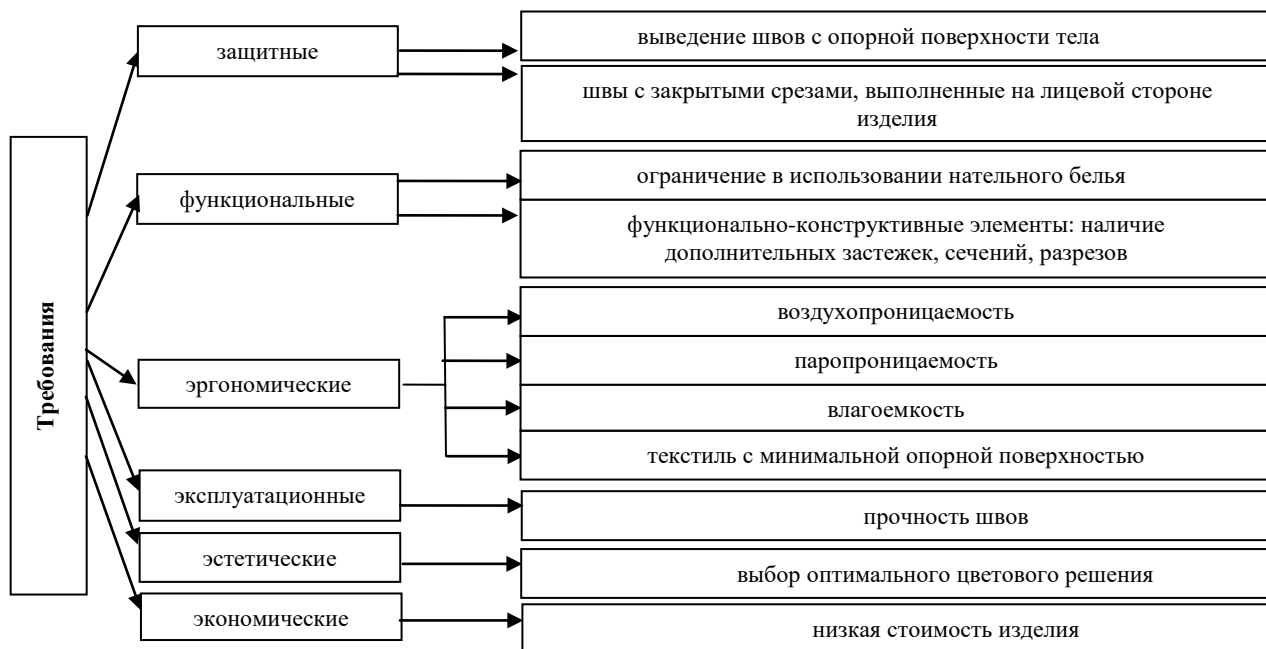 Требования
защитные
выведение швов с опорной поверхности тела
швы с закрытыми срезами, выполненные на лицевой стороне
изделия
функциональные
ограничение в использовании нательного белья
функционально-конструктивные элементы: наличие
дополнительных застежек, сечений, разрезов
эргономические
воздухопроницаемость
паропроницаемость
влагоемкость
текстиль с минимальной опорной поверхностью
эксплуатационные
прочность швов
эстетические
выбор оптимального цветового решения
экономические
низкая стоимость изделия